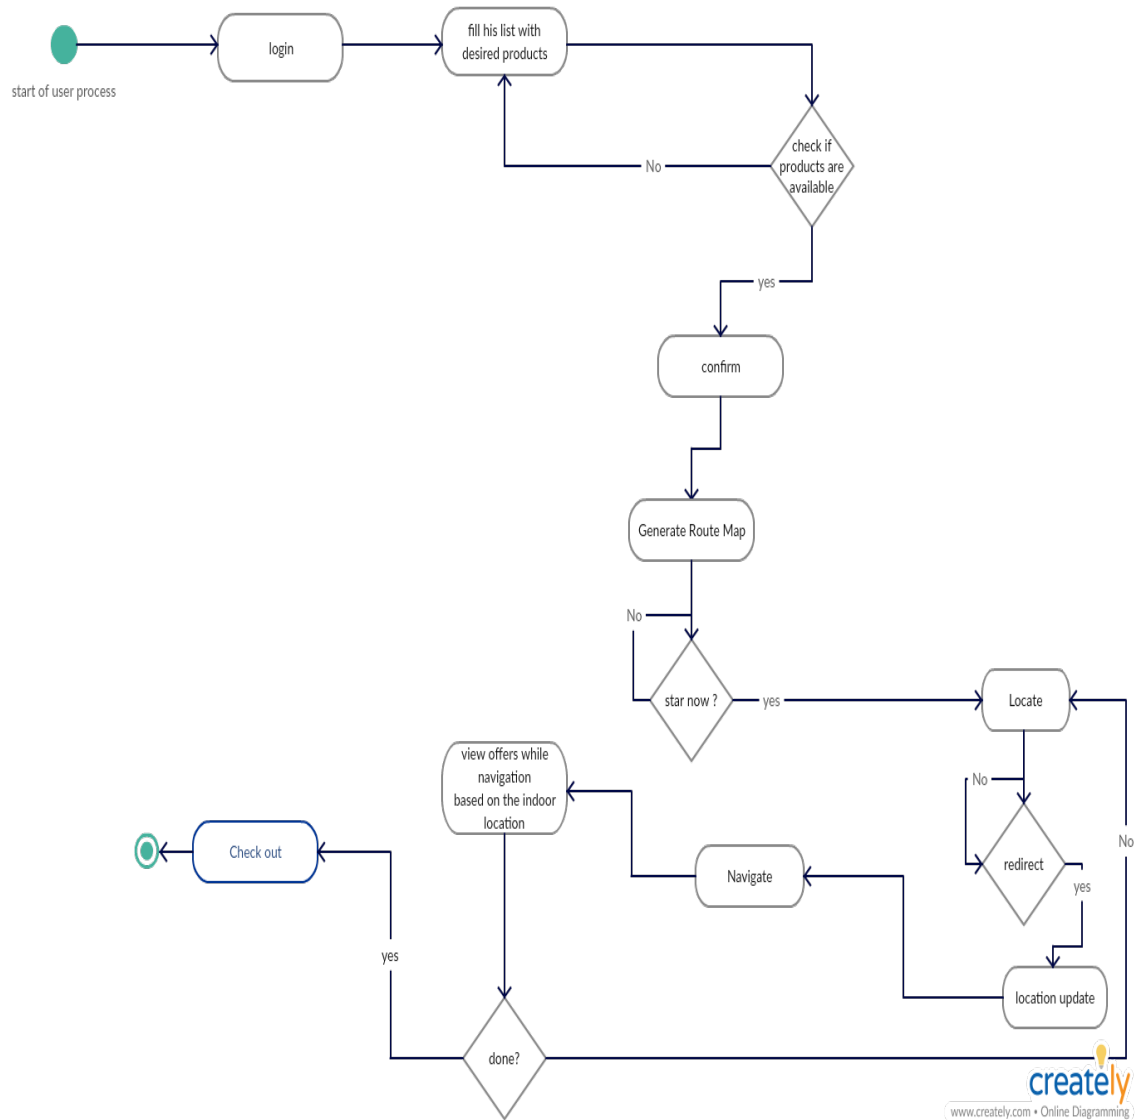 login
fill his list with
desired products
start of user process
check if
products are
available
No
yes
confirm
Generate Route Map
No
star now ?
yes
Locate
view offers while
navigation
based on the indoor
location
No
No
Check out
Navigate
redirect
yes
yes
location update
done?
creately
www.creately.com • Online Diagramming